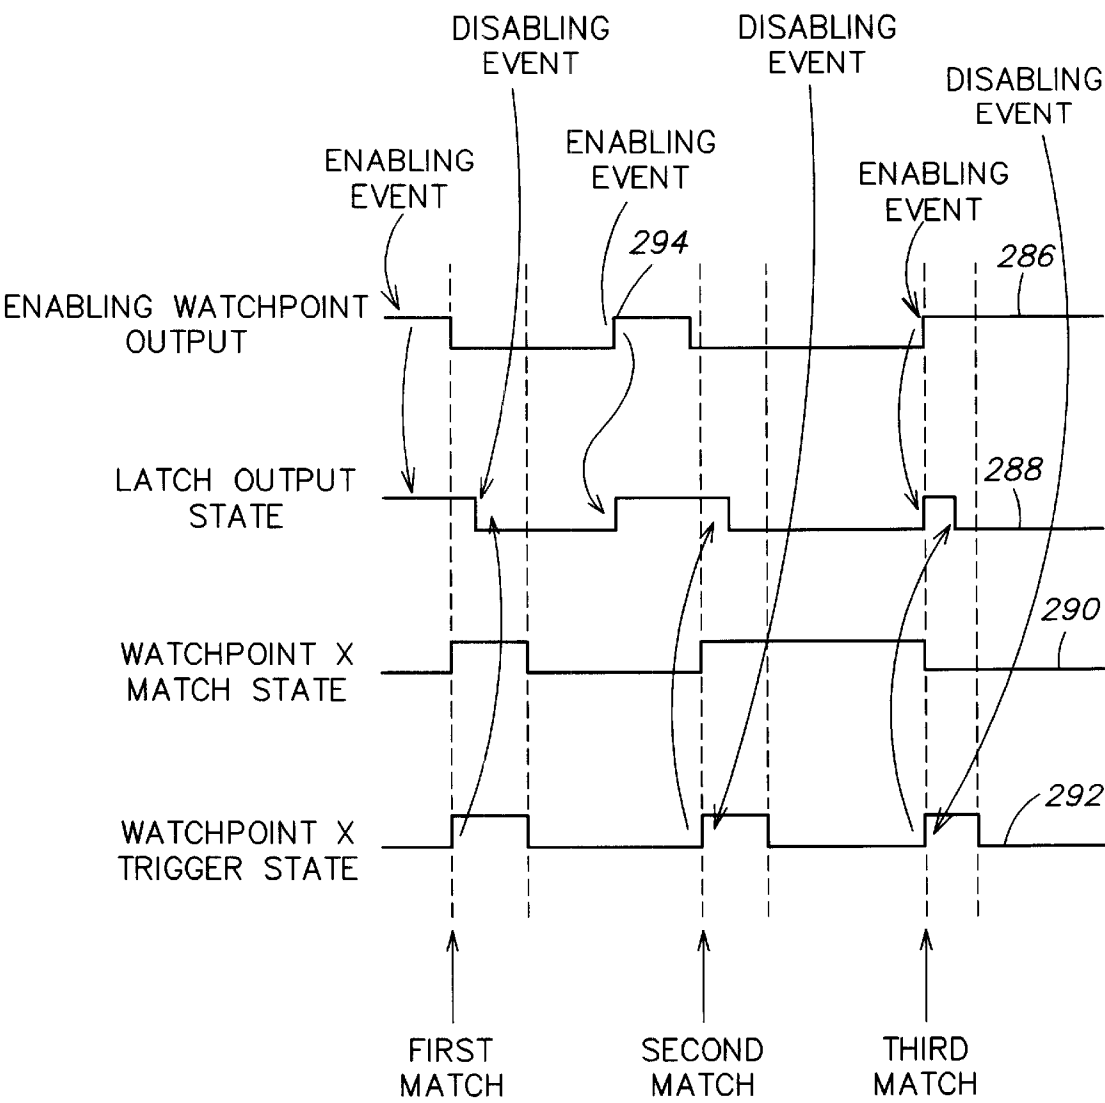 DISABLING
EVENT
DISABLING
EVENT
DISABLING
EVENT
ENABLING
EVENT
ENABLING
EVENT
ENABLING
EVENT
294
286
ENABLING WATCHPOINT
OUTPUT
LATCH OUTPUT
STATE
288
WATCHPOINT X
MATCH STATE
290
WATCHPOINT X
TRIGGER STATE
292
FIRST
MATCH
SECOND
MATCH
THIRD
MATCH